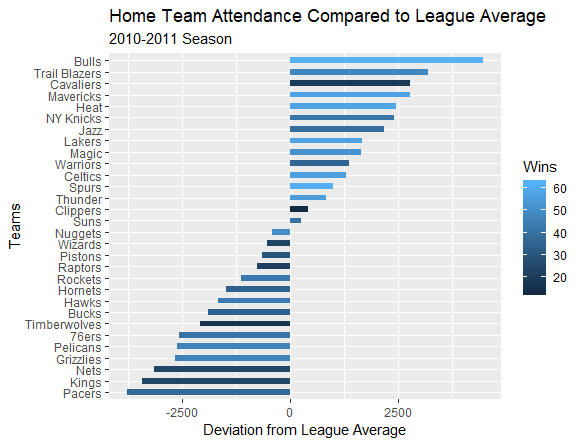 Home Team Attendance Compared to League Average
2010-2011 Season
Bulls
Trail Blazers
Cavaliers
Mavericks
Heat
NY Knicks
Jazz
Lakers
Magic
Warriors
Celtics
Spurs
Thunder
Clippers
Suns
Nuggets
Wizards
Pistons
Raptors
Rockets
Hornets
Hawks
Bucks
Timberwolves
76ers
Pelicans
Grizzlies
Nets
Kings
Pacers
Teams
-2500
0
2500
Deviation from League Average
Wins
60
50
40
30
20